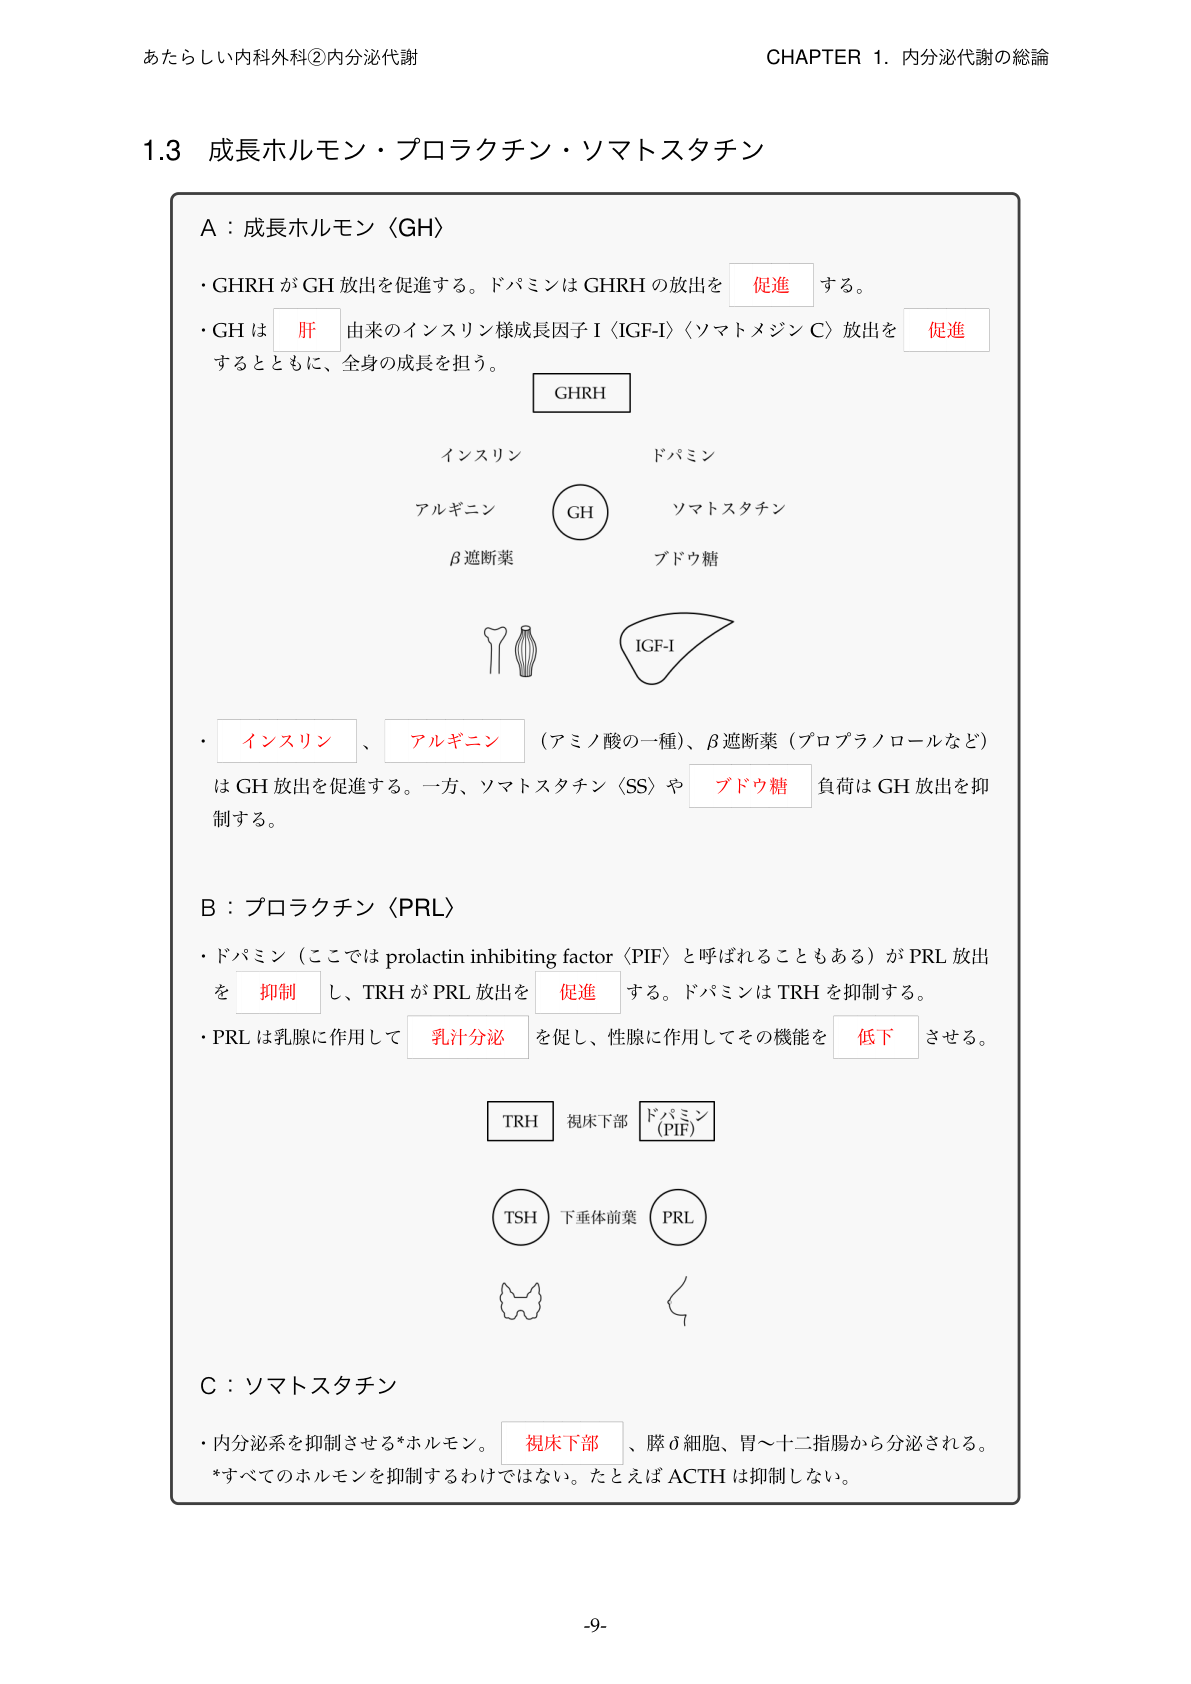 あたらしい内科外科②内分泌代謝
CHAPTER 1. 内分泌代謝の総論
1.3 成長ホルモン・プロラクチン・ソマトスタチン
A：成長ホルモン〈GH〉
・GHRH が GH 放出を促進する。ドパミンは GHRH の放出を 促進 する。
・GH は 肝 由来のインスリン様成長因子 I〈IGF-I〉〈ソマトメジン C〉放出を 促進
するとともに、全身の成長を担う。
GHRH
インスリン ドパミン
アルギニン GH ソマトスタチン
β 遮断薬 ブドウ糖
IGF-I
・ インスリン 、 アルギニン （アミノ酸の一種）、β 遮断薬（プロプラノロールなど）
は GH 放出を促進する。一方、ソマトスタチン〈SS〉や ブドウ糖 負荷は GH 放出を抑
制する。
B：プロラクチン〈PRL〉
・ドパミン（ここでは prolactin inhibiting factor〈PIF〉と呼ばれることもある）が PRL 放出
を 抑制 し、TRH が PRL 放出を 促進 する。ドパミンは TRH を抑制する。
・PRL は乳腺に作用して 乳汁分泌 を促し、性腺に作用してその機能を 低下 させる。
TRH 視床下部 ドパミン
(PIF)
TSH 下垂体前葉 PRL
C：ソマトスタチン
・内分泌系を抑制させる*ホルモン。 視床下部 、膵 δ 細胞、胃〜十二指腸から分泌される。
*すべてのホルモンを抑制するわけではない。たとえば ACTH は抑制しない。
-9-